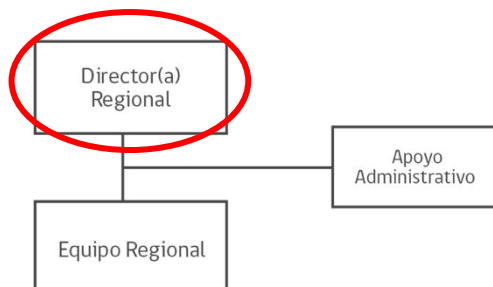 Director(a)
Regional
Apoyo
Administrativo
Equipo Regional